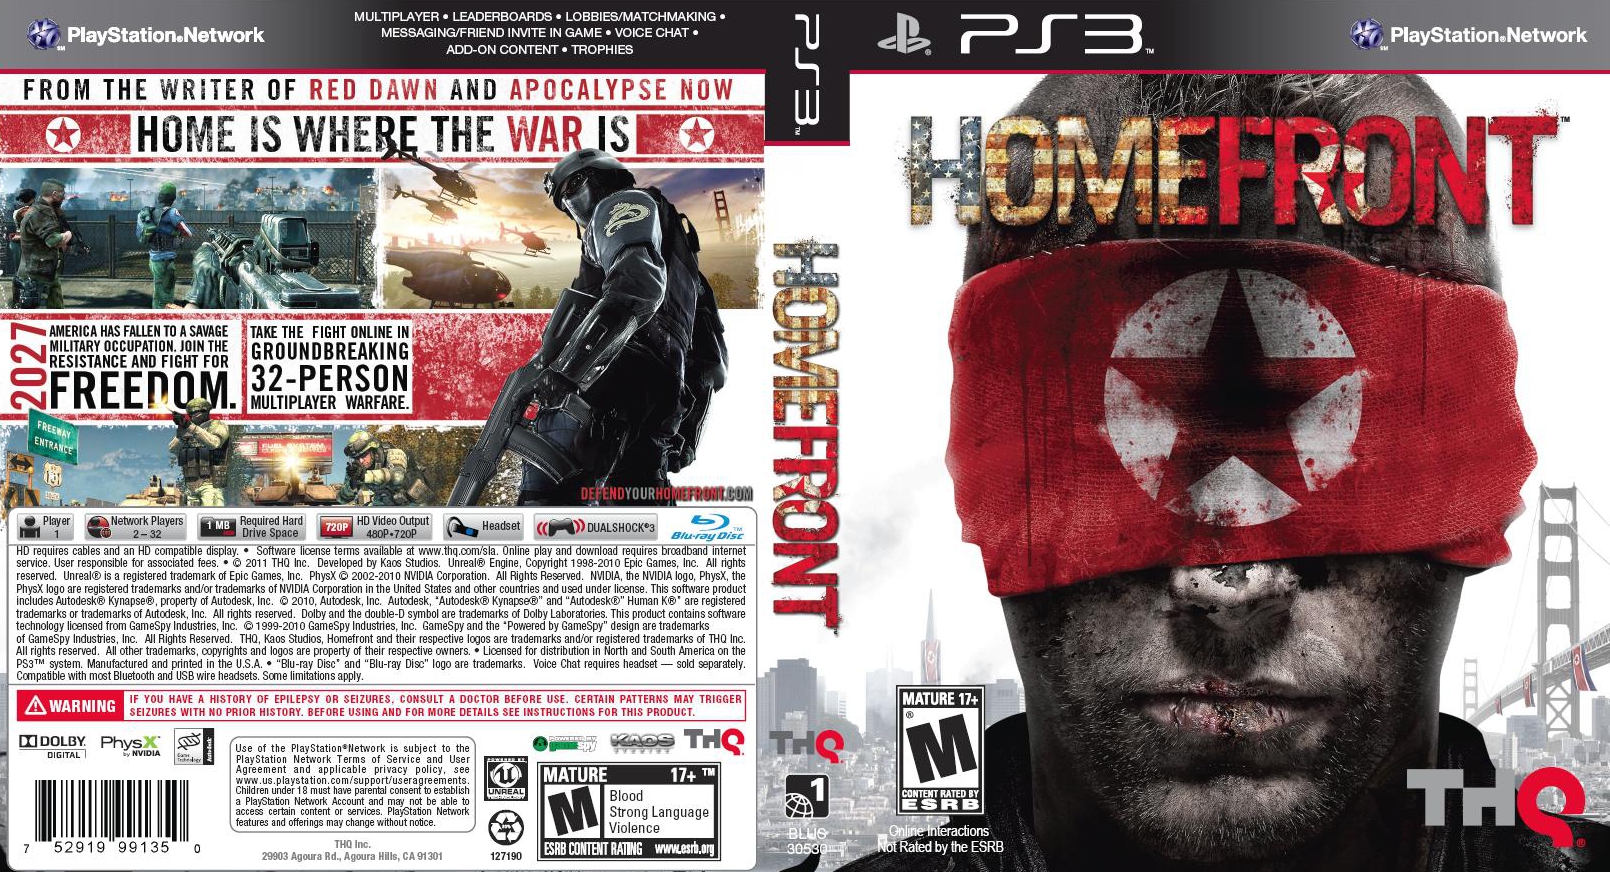 PlayStation®Network
MULTIPLAYER • LEADERBOARDS • LOBBIES/MATCHMAKING •
MESSAGING/FRIEND INVITE IN GAME • VOICE CHAT •
ADD-ON CONTENT • TROPHIES
FROM THE WRITER OF RED DAWN AND APOCALYPSE NOW
HOME IS WHERE THE WAR IS
2027
AMERICA HAS FALLEN TO A SAVAGE
MILITARY OCCUPATION. JOIN THE
RESISTANCE AND FIGHT FOR
FREEDOM.
TAKE THE FIGHT ONLINE IN
GROUNDBREAKING
32-PERSON
MULTIPLAYER WARFARE.
FREEWAY
ENTRANCE
DEFENDYOURHOMEFRONT.COM
Player
1
Network Players
2 – 32
1 MB
Required Hard
Drive Space
720P
HD Video Output
480P•720P
Headset
DUALSHOCK®3
Blu-ray Disc™
HD requires cables and an HD compatible display. • Software license terms available at www.thq.com/sla. Online play and download requires broadband internet
service. User responsible for associated fees. • © 2011 THQ Inc. Developed by Kaos Studios. Unreal® Engine, Copyright 1998-2010 Epic Games, Inc. All rights
reserved. Unreal® is a registered trademark of Epic Games, Inc. PhysX © 2002-2010 NVIDIA Corporation. All Rights Reserved. NVIDIA, the NVIDIA logo, PhysX, the
PhysX logo are registered trademarks and/or trademarks of NVIDIA Corporation in the United States and other countries and used under license. This software product
includes Autodesk® Kynapse®, property of Autodesk, Inc. © 2010, Autodesk, Inc. Autodesk, "Autodesk® Kynapse®" and "Autodesk®" Human K®" are registered
trademarks or trademarks of Autodesk, Inc. All rights reserved. Dolby and the double-D symbol are trademarks of Dolby Laboratories. This product contains software
technology licensed from GameSpy Industries, Inc. © 1999-2010 GameSpy Industries, Inc. GameSpy and the "Powered by GameSpy" design are trademarks
of GameSpy Industries, Inc. All Rights Reserved. THQ, Kaos Studios, Homefront and their respective logos are trademarks and/or registered trademarks of THQ Inc.
All rights reserved. All other trademarks, copyrights and logos are property of their respective owners. • Licensed for distribution in North and South America on the
PS3™ system. Manufactured and printed in the U.S.A. • "Blu-ray Disc" and "Blu-ray Disc" logo are trademarks. Voice Chat requires headset — sold separately.
Compatible with most Bluetooth and USB wire headsets. Some limitations apply.
WARNING
IF YOU HAVE A HISTORY OF EPILEPSY OR SEIZURES, CONSULT A DOCTOR BEFORE USE. CERTAIN PATTERNS MAY TRIGGER
SEIZURES WITH NO PRIOR HISTORY. BEFORE USING AND FOR MORE DETAILS SEE INSTRUCTIONS FOR THIS PRODUCT.
DOLBY
DIGITAL
PhysX
by NVIDIA
Autodesk
Use of the PlayStation®Network is subject to the
PlayStation Network Terms of Service and User
Agreement and applicable privacy policy, see
www.us.playstation.com/support/useragreements.
Children under 18 must have parental consent to establish
a PlayStation Network Account and may not be able to
access certain content or services. PlayStation Network
features and offerings may change without notice.
THQ Inc.
29903 Agoura Rd., Agoura Hills, CA 91301
7 52919 99135 0
POWERED BY
gamespy
KAOS
STUDIOS
THQ
POWERED BY
UNREAL
TECHNOLOGY
127190
MATURE 17+ ™
M
Blood
Strong Language
Violence
ESRB CONTENT RATING www.esrb.org
PS3™
HOMEFRONT
THQ
1
BLUS
30530
PS3™
PlayStation®Network
HOMEFRONT™
MATURE 17+
M®
CONTENT RATED BY
ESRB
Online Interactions
Not Rated by the ESRB
THQ®